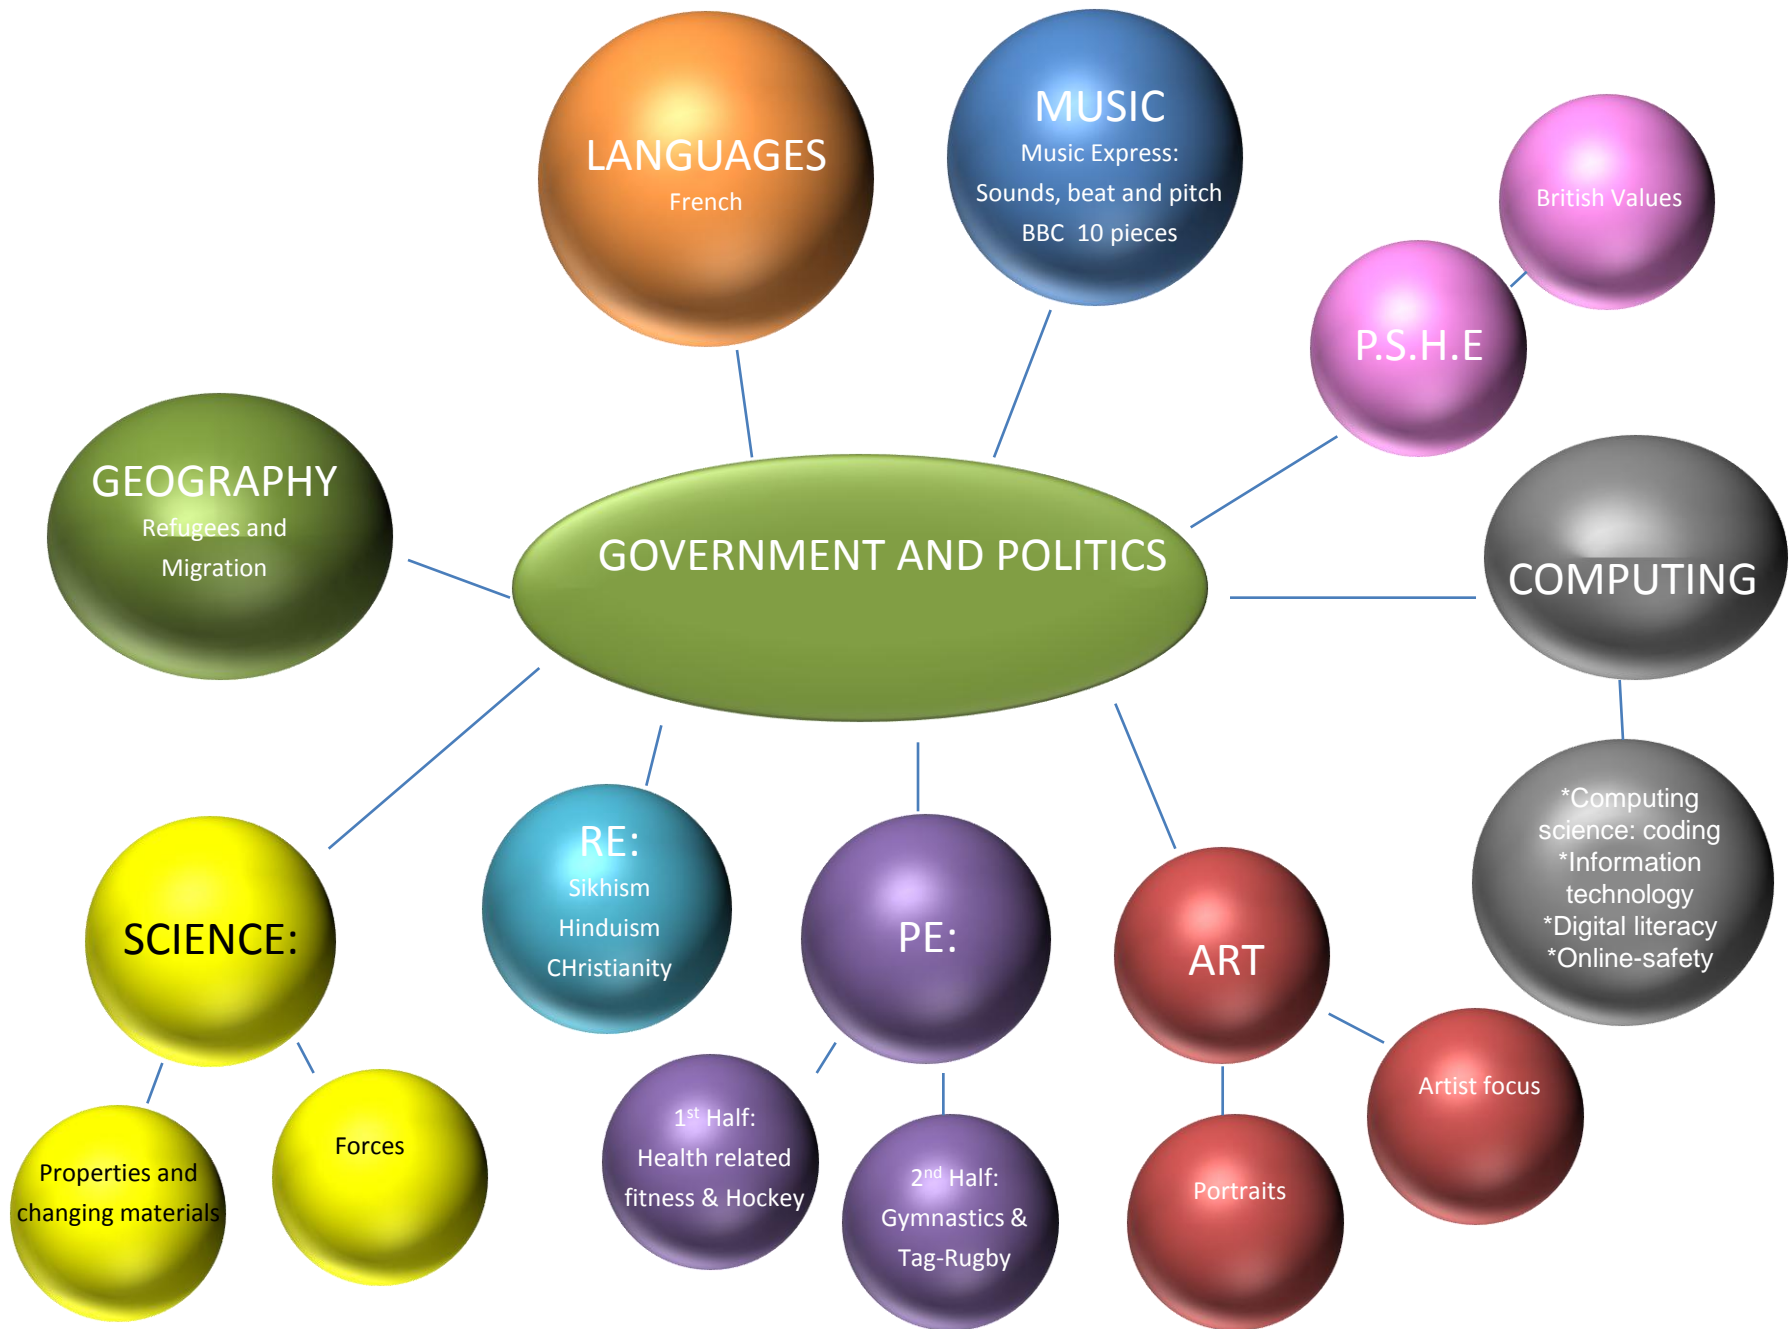 LANGUAGES
French
MUSIC
Music Express:
Sounds, beat and pitch
BBC  10 pieces
British Values
P.S.H.E
GEOGRAPHY
Refugees and
Migration
GOVERNMENT AND POLITICS
COMPUTING
*Computing
science: coding
*Information
technology
*Digital literacy
*Online-safety
SCIENCE:
Properties and
changing materials
Forces
RE:
Sikhism
Hinduism
CHristianity
PE:
1st Half:
Health related
fitness & Hockey
2nd Half:
Gymnastics &
Tag-Rugby
ART
Portraits
Artist focus